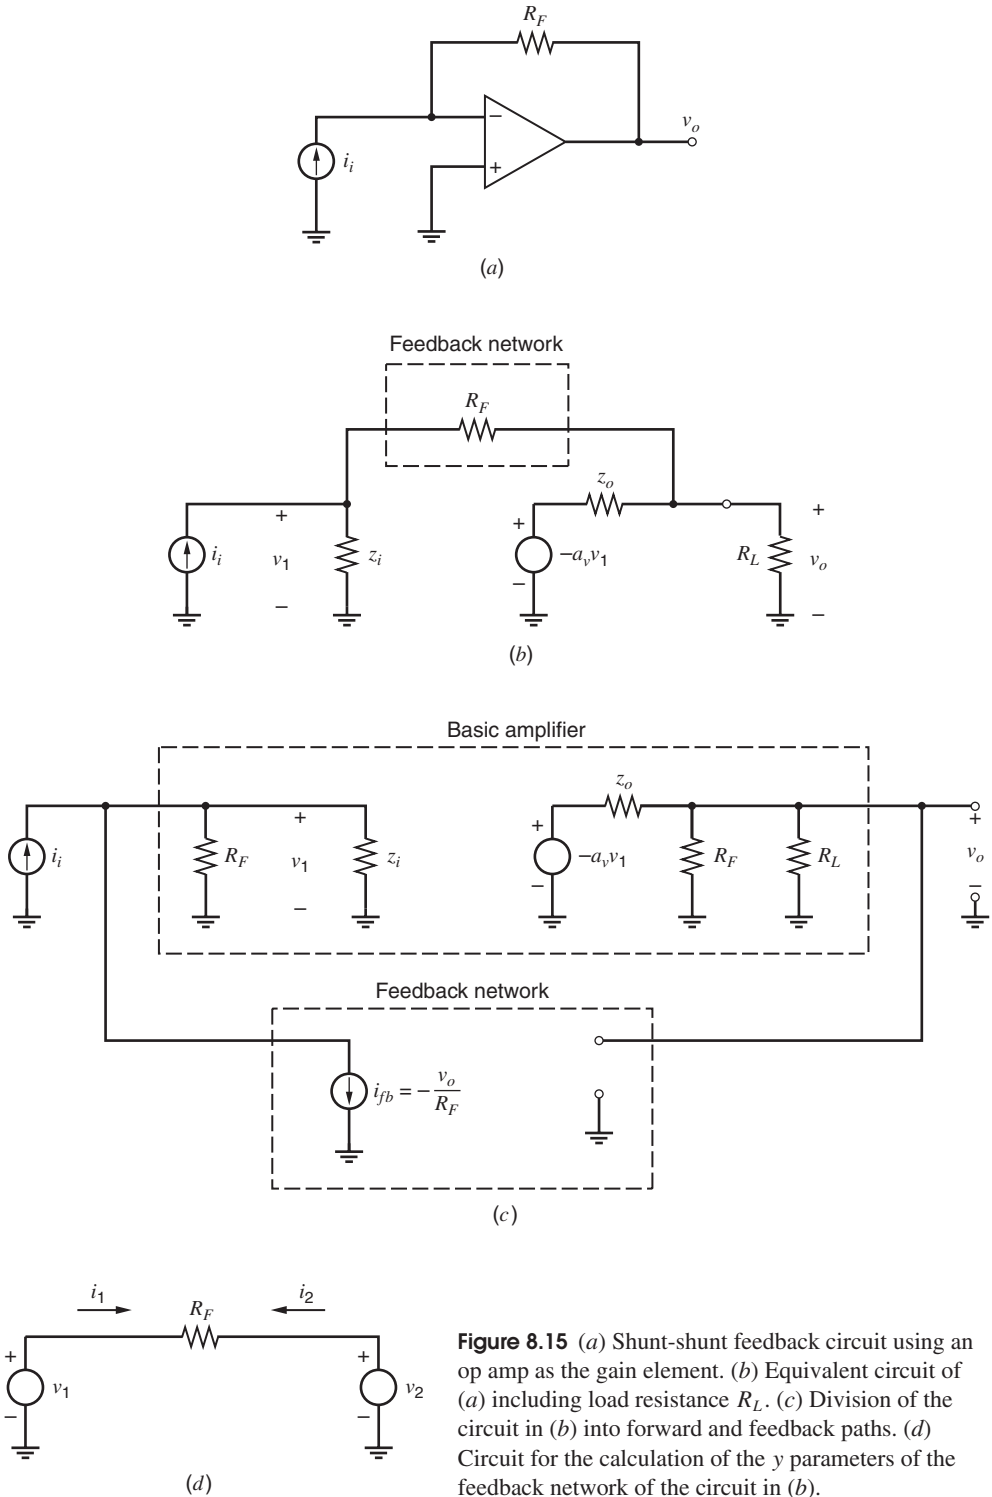 R_F
−
+
v_o
i_i
(a)
Feedback network
R_F
z_o
+
+
+
i_i
v_1
z_i
−a_v v_1
R_L
v_o
−
−
−
(b)
Basic amplifier
z_o
+
+
+
i_i
R_F
v_1
z_i
−a_v v_1
R_F
R_L
v_o
−
−
−
Feedback network
i_{fb} = − v_o / R_F
(c)
i_1
R_F
i_2
+
+
v_1
v_2
−
−
(d)
Figure 8.15 (a) Shunt-shunt feedback circuit using an
op amp as the gain element. (b) Equivalent circuit of
(a) including load resistance R_L. (c) Division of the
circuit in (b) into forward and feedback paths. (d)
Circuit for the calculation of the y parameters of the
feedback network of the circuit in (b).